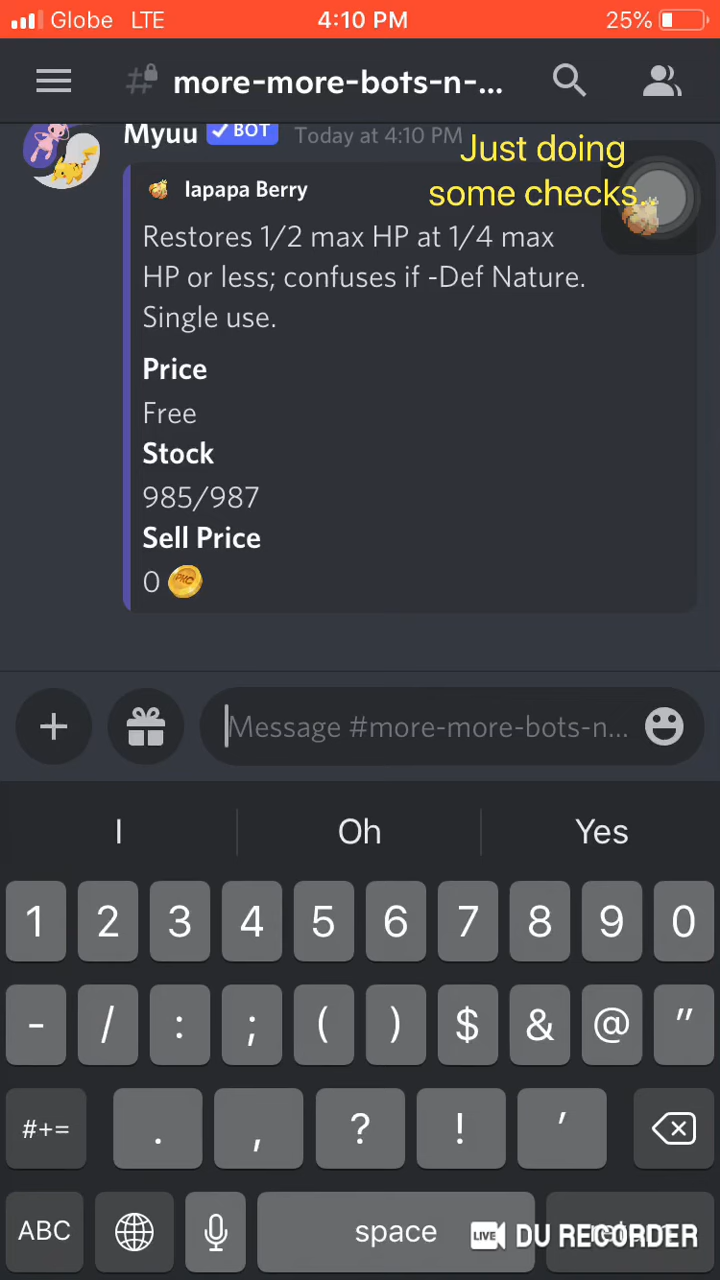 Globe LTE 4:10 PM 25%
more-more-bots-n-...
Myuu BOT Today at 4:10 PM
Just doing
some checks..
Iapapa Berry
Restores 1/2 max HP at 1/4 max
HP or less; confuses if -Def Nature.
Single use.
Price
Free
Stock
985/987
Sell Price
0 PNC
Message #more-more-bots-n...
I Oh Yes
1 2 3 4 5 6 7 8 9 0
- / : ; ( ) $ & @ "
#+= . , ? ! '
ABC space
LIVE DU RECORDER